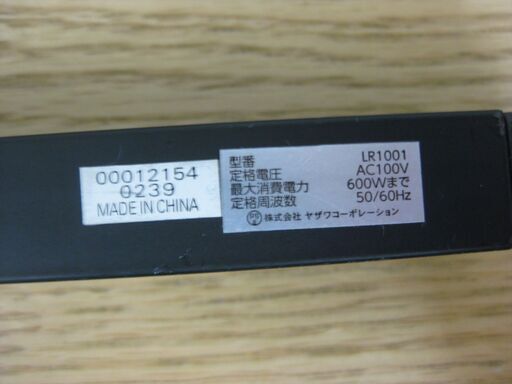 00012154
0239
MADE IN CHINA
型番 LR1001
定格電圧 AC100V
最大消費電力 600Wまで
定格周波数 50/60Hz
株式会社 ヤザワコーポレーション